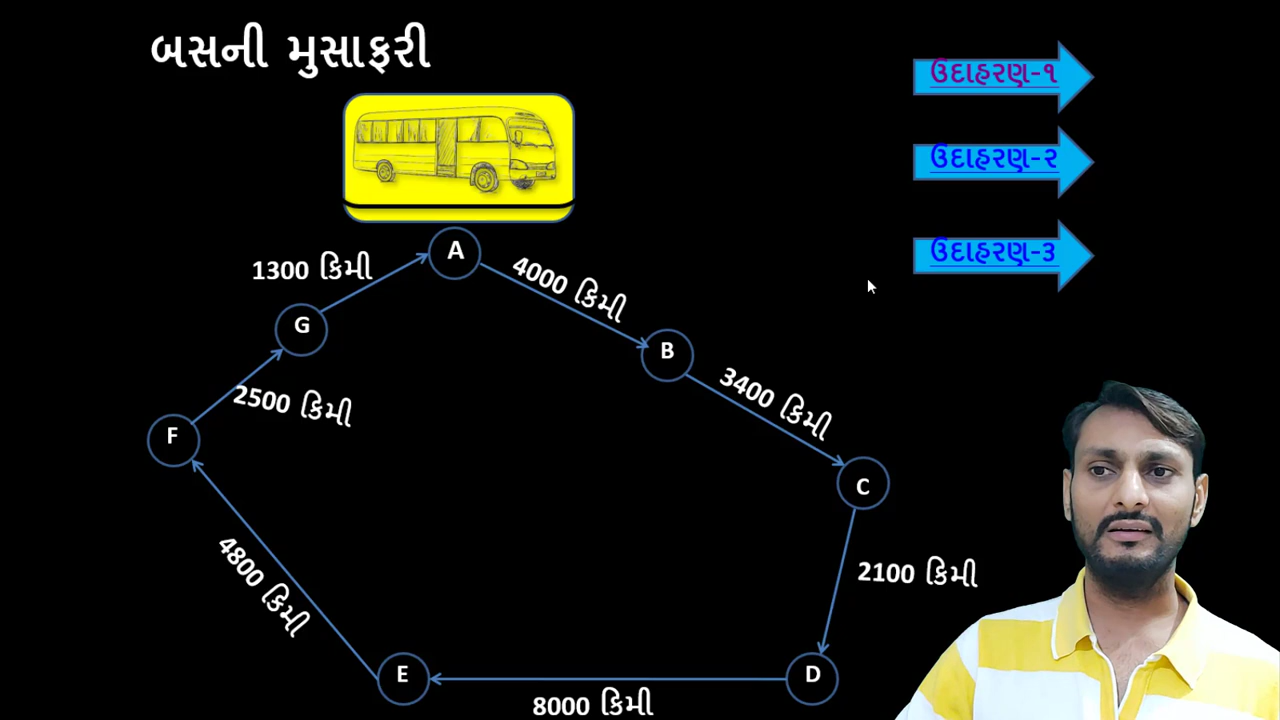 બસની મુસાફરી
ઉદાહરણ-૧
ઉદાહરણ-૨
ઉદાહરણ-૩
A
1300 કિમી
4000 કિમી
G
B
2500 કિમી
3400 કિમી
F
C
4800 કિમી
2100 કિમી
E
D
8000 કિમી